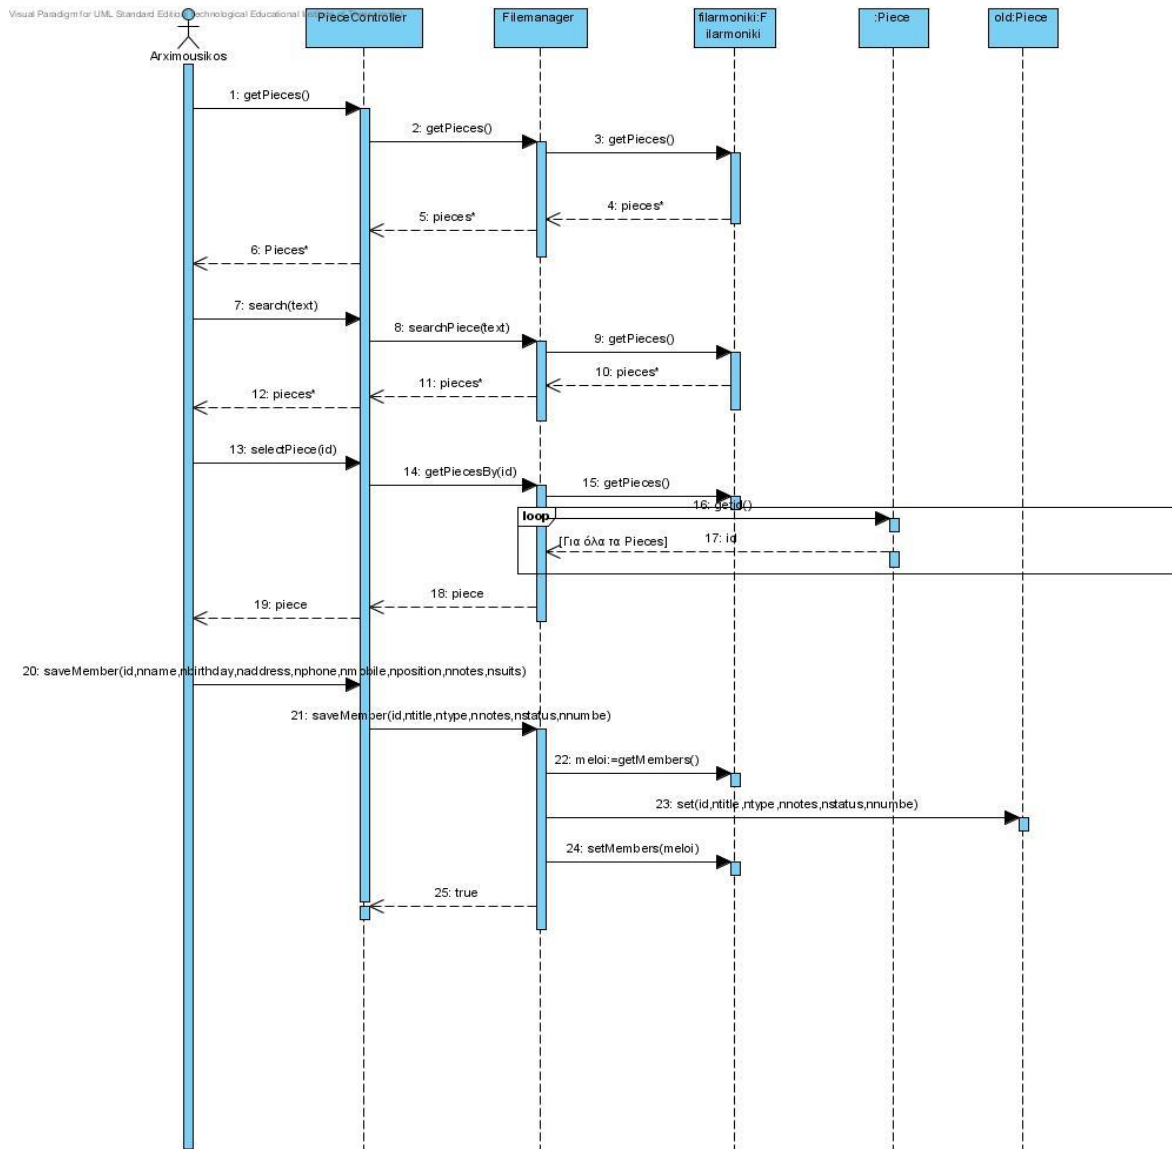 Visual Paradigm for UML Standard Edition Technological Educational
Arximousikos
PieceController
Filemanager
filarmoniki:F
ilarmoniki
:Piece
old:Piece
1: getPieces()
2: getPieces()
3: getPieces()
4: pieces*
5: pieces*
6: Pieces*
7: search(text)
8: searchPiece(text)
9: getPieces()
10: pieces*
11: pieces*
12: pieces*
13: selectPiece(id)
14: getPiecesBy(id)
15: getPieces()
16: getid()
loop
[Για όλα τα Pieces]
17: id
18: piece
19: piece
20: saveMember(id,nname,nbirthday,naddress,nphone,nmobile,nposition,nnotes,nsuits)
21: saveMember(id,ntitle,ntype,nnotes,nstatus,nnumbe)
22: meloi:=getMembers()
23: set(id,ntitle,ntype,nnotes,nstatus,nnumbe)
24: setMembers(meloi)
25: true